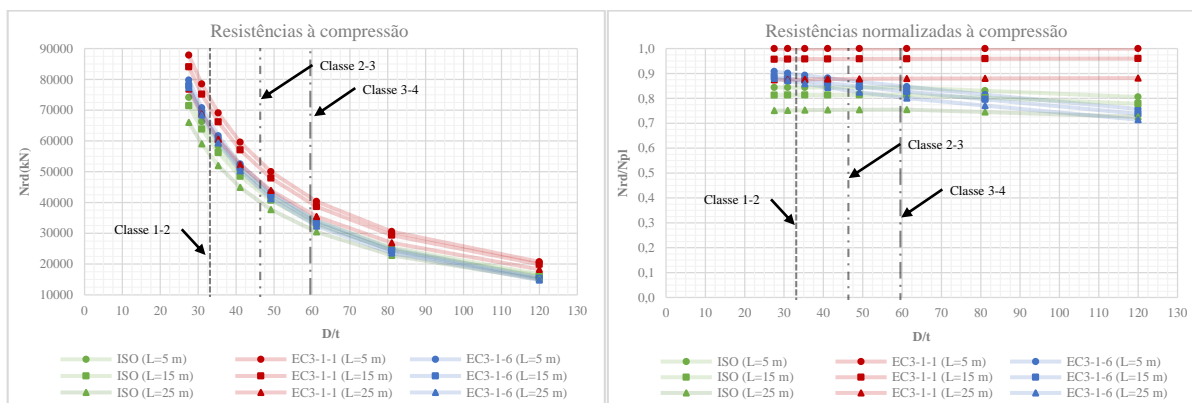 Resistências à compressão
Nrd(kN)
90000
80000
70000
60000
50000
40000
30000
20000
10000
Classe 2-3
Classe 3-4
Classe 1-2
0 10 20 30 40 50 60 70 80 90 100 110 120 130
D/t
ISO (L=5 m) EC3-1-1 (L=5 m) EC3-1-6 (L=5 m)
ISO (L=15 m) EC3-1-1 (L=15 m) EC3-1-6 (L=15 m)
ISO (L=25 m) EC3-1-1 (L=25 m) EC3-1-6 (L=25 m)
Resistências normalizadas à compressão
Nrd/Npl
1,0
0,9
0,8
0,7
0,6
0,5
0,4
0,3
0,2
0,1
0,0
Classe 2-3
Classe 3-4
Classe 1-2
0 10 20 30 40 50 60 70 80 90 100 110 120 130
D/t
ISO (L=5 m) EC3-1-1 (L=5 m) EC3-1-6 (L=5 m)
ISO (L=15 m) EC3-1-1 (L=15 m) EC3-1-6 (L=15 m)
ISO (L=25 m) EC3-1-1 (L=25 m) EC3-1-6 (L=25 m)